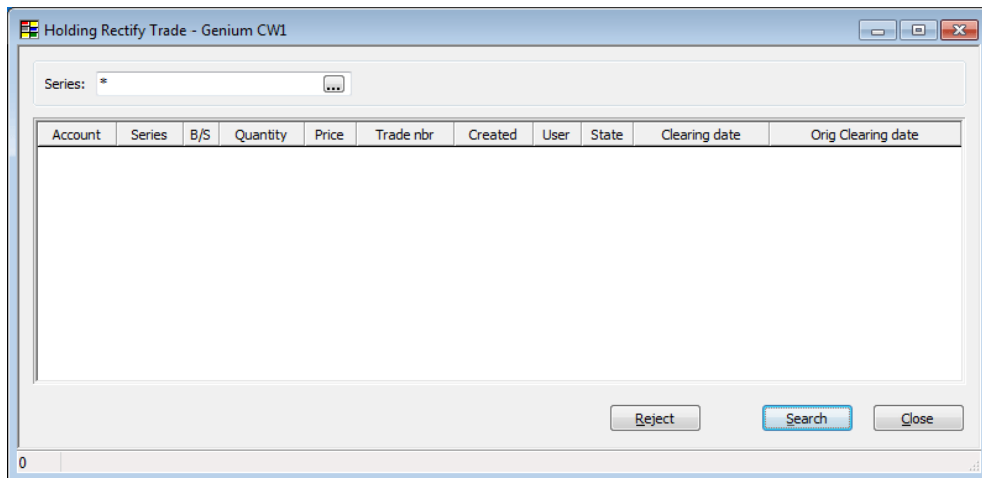 Holding Rectify Trade - Genium CW1
Series: * ...
Account Series B/S Quantity Price Trade nbr Created User State Clearing date Orig Clearing date
Reject Search Close
0